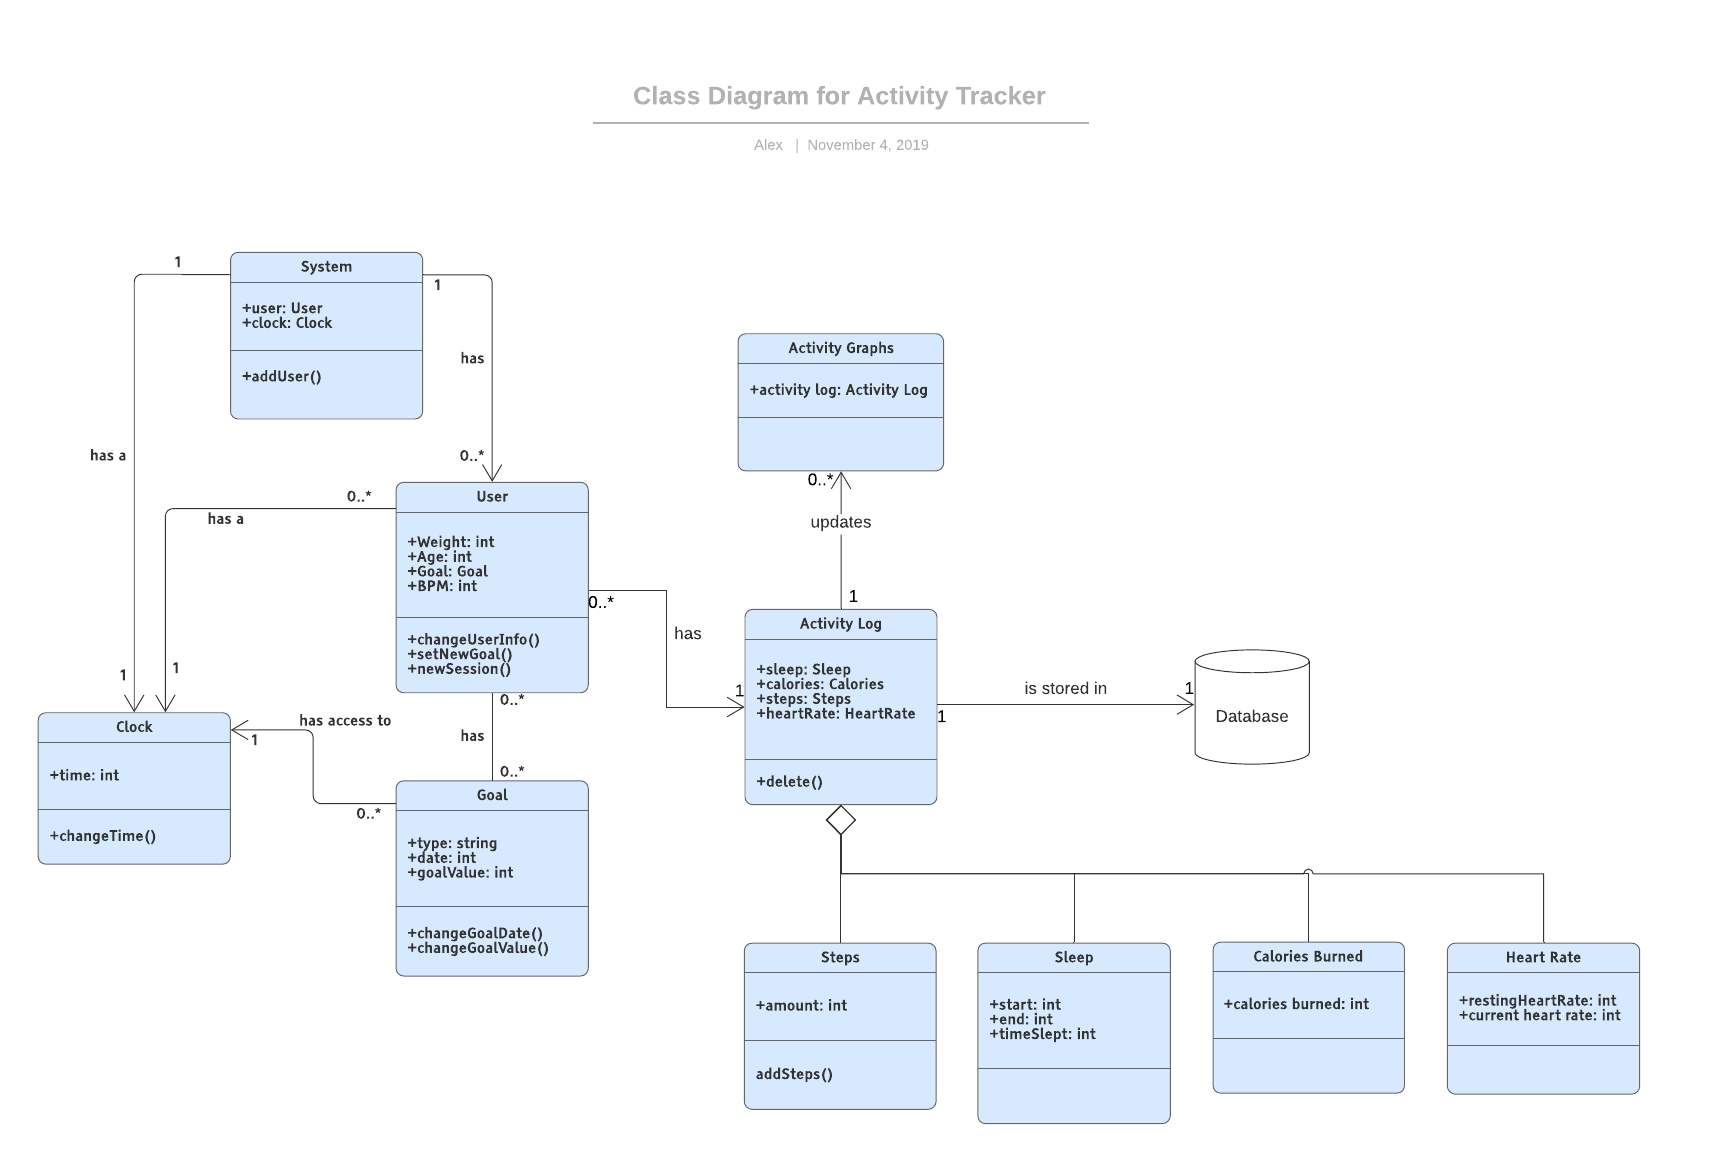 Class Diagram for Activity Tracker
Alex | November 4, 2019
System
+user: User
+clock: Clock
+addUser()
1
1
has
0..*
has a
1
User
+Weight: int
+Age: int
+Goal: Goal
+BPM: int
+changeUserInfo()
+setNewGoal()
+newSession()
0..*
has a
1
0..*
has
1
0..*
has
0..*
Clock
+time: int
+changeTime()
has access to
1
0..*
Goal
+type: string
+date: int
+goalValue: int
+changeGoalDate()
+changeGoalValue()
Activity Graphs
+activity log: Activity Log
0..*
updates
1
Activity Log
+sleep: Sleep
+calories: Calories
+steps: Steps
+heartRate: HeartRate
+delete()
is stored in
1
1
Database
Steps
+amount: int
addSteps()
Sleep
+start: int
+end: int
+timeSlept: int
Calories Burned
+calories burned: int
Heart Rate
+restingHeartRate: int
+current heart rate: int